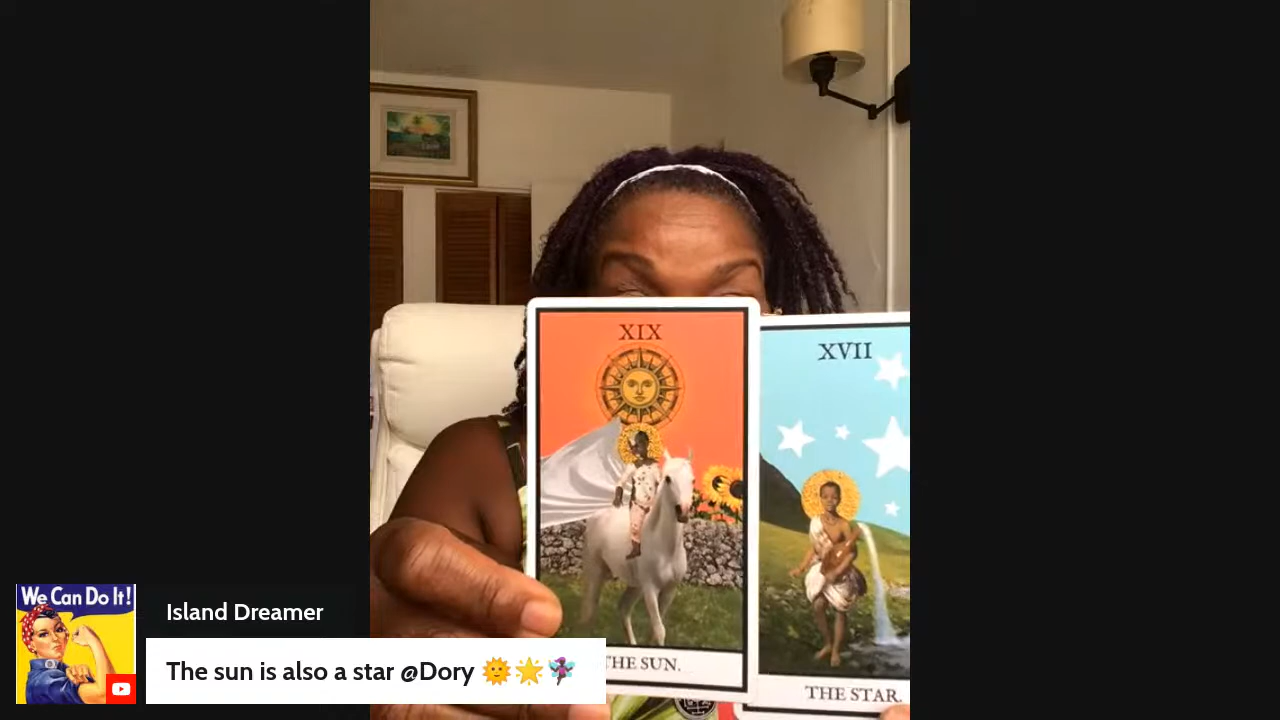 XIX
XVII
THE SUN.
THE STAR.
We Can Do It!
Island Dreamer
The sun is also a star @Dory 🌞🌟🧚🏾‍♀️